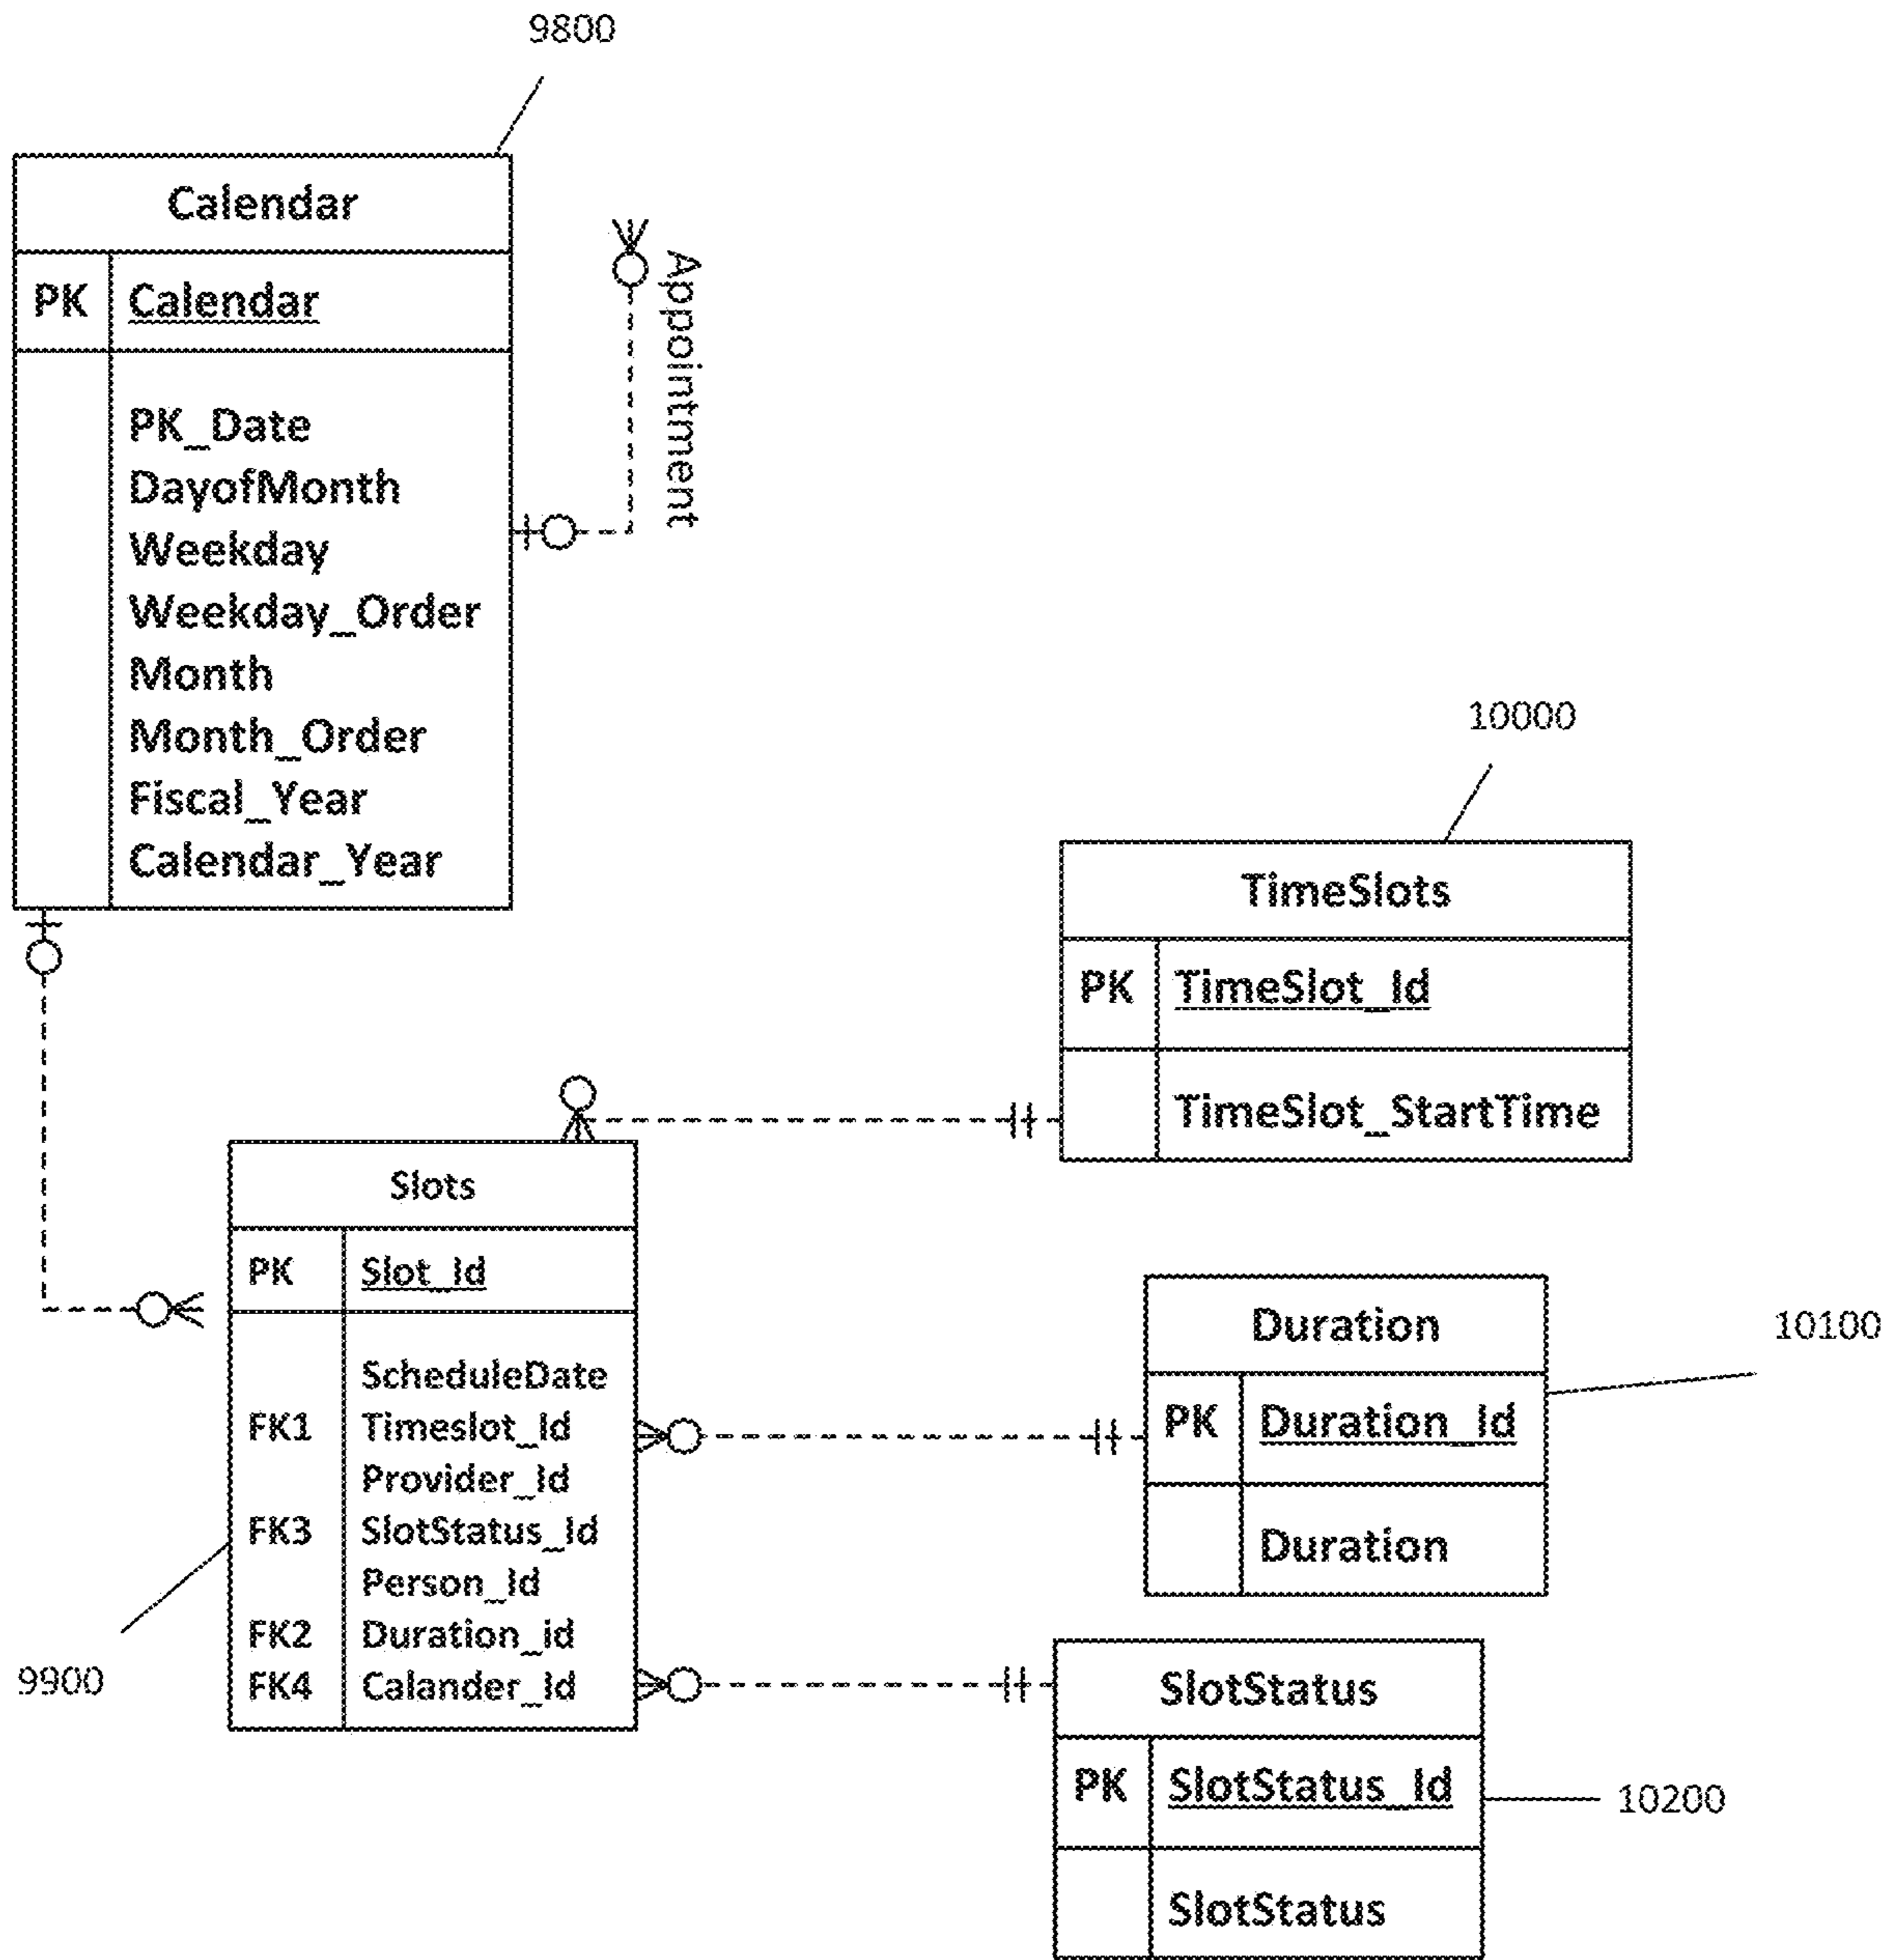 9800
Calendar
PK Calendar
PK_Date
DayofMonth
Weekday
Weekday_Order
Month
Month_Order
Fiscal_Year
Calendar_Year
Appointment
10000
TimeSlots
PK TimeSlot_Id
TimeSlot_StartTime
Slots
PK Slot_Id
ScheduleDate
FK1 Timeslot_Id
Provider_Id
FK3 SlotStatus_Id
Person_Id
FK2 Duration_id
FK4 Calander_Id
9900
Duration
10100
PK Duration_Id
Duration
SlotStatus
PK SlotStatus_Id
10200
SlotStatus